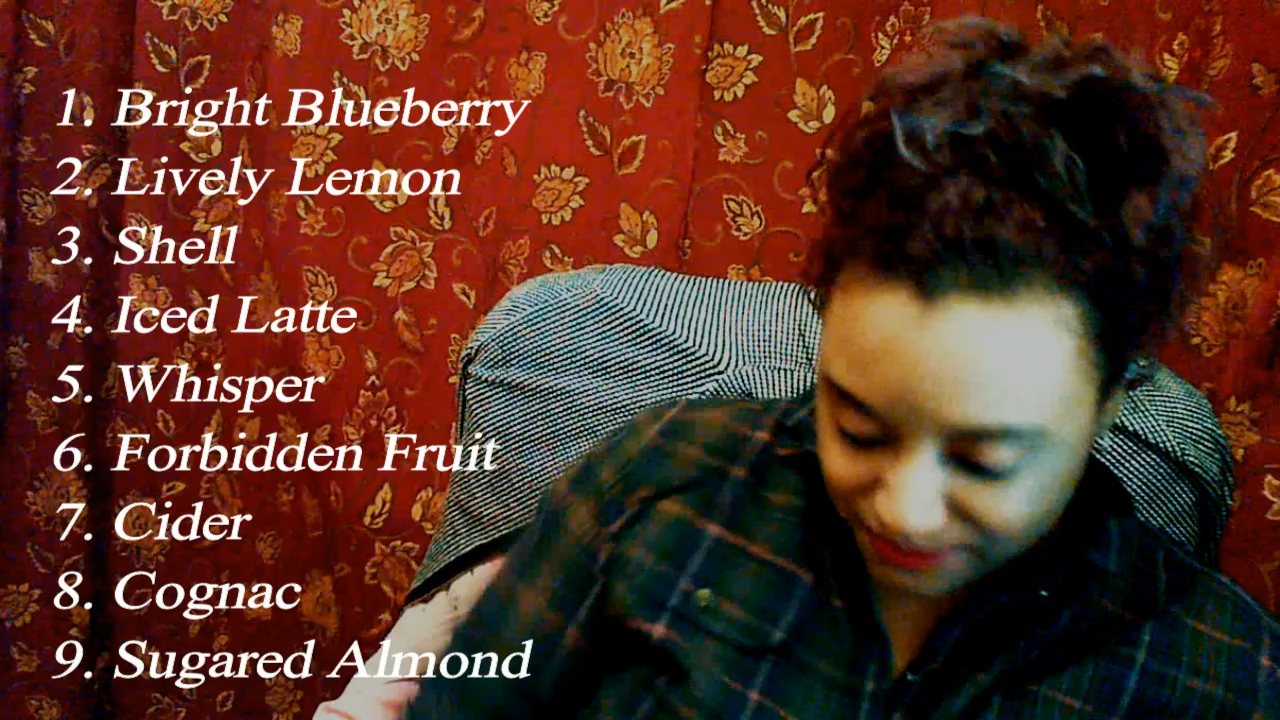 1. Bright Blueberry
2. Lively Lemon
3. Shell
4. Iced Latte
5. Whisper
6. Forbidden Fruit
7. Cider
8. Cognac
9. Sugared Almond